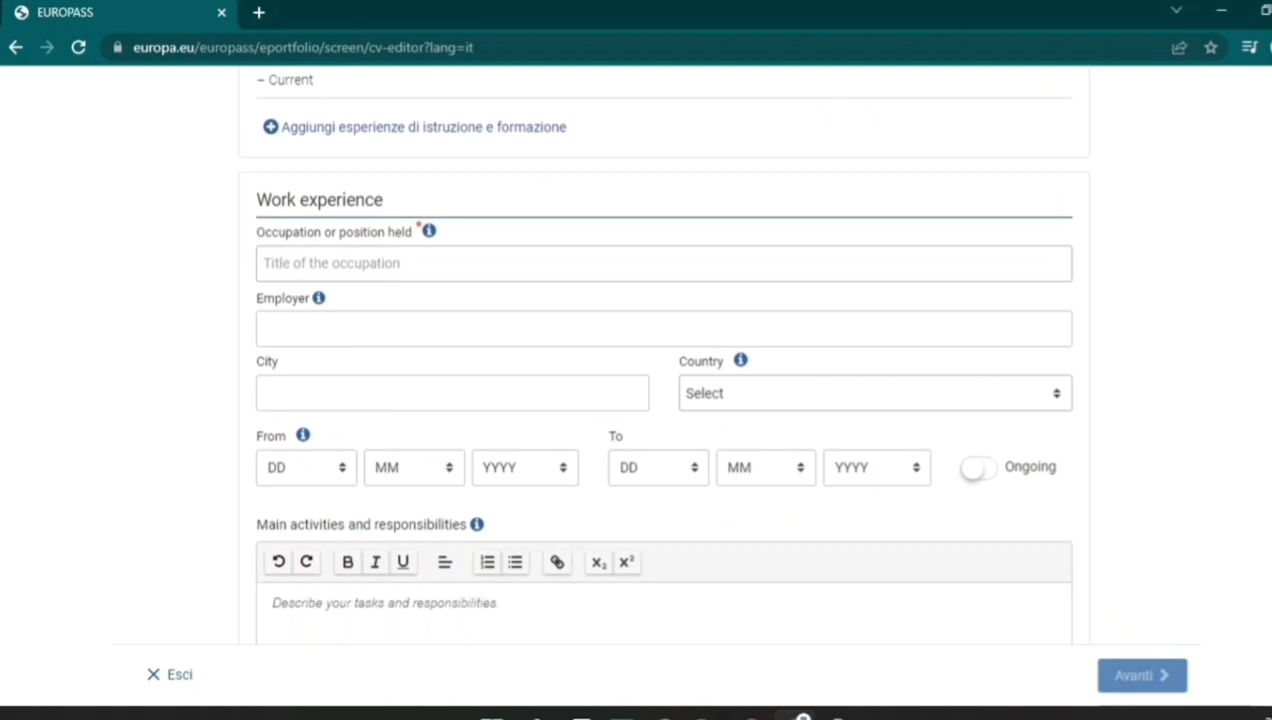 EUROPASS
europa.eu/europass/eportfolio/screen/cv-editor?lang=it
– Current
Aggiungi esperienze di istruzione e formazione
Work experience
Occupation or position held *
Title of the occupation
Employer
City
Country
Select
From
To
DD MM YYYY DD MM YYYY Ongoing
Main activities and responsibilities
B I U X₂ X²
Describe your tasks and responsibilities.
Esci
Avanti